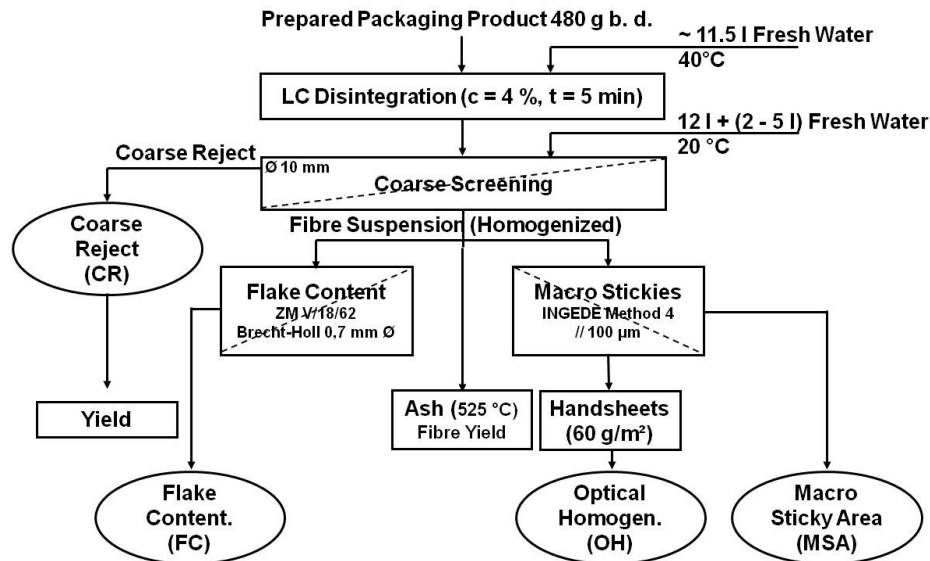 Prepared Packaging Product 480 g b. d.
~ 11.5 l Fresh Water
40°C
LC Disintegration (c = 4 %, t = 5 min)
12 l + (2 - 5 l) Fresh Water
20 °C
Coarse Reject
Ø 10 mm
Coarse Screening
Coarse
Reject
(CR)
Fibre Suspension (Homogenized)
Flake Content
ZM V/18/62
Brecht-Holl 0,7 mm Ø
Macro Stickies
INGEDE Method 4
// 100 µm
Yield
Ash (525 °C)
Fibre Yield
Handsheets
(60 g/m²)
Flake
Content.
(FC)
Optical
Homogen.
(OH)
Macro
Sticky Area
(MSA)